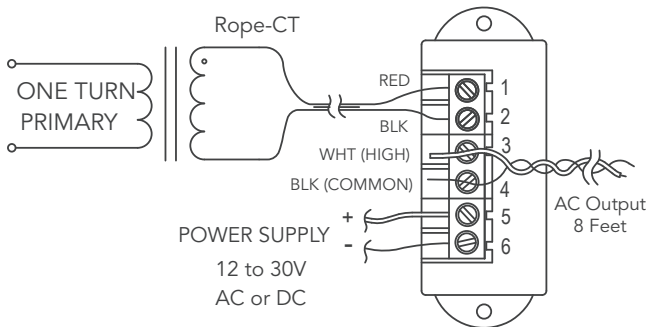 Rope-CT
ONE TURN
PRIMARY
RED
BLK
WHT (HIGH)
BLK (COMMON)
1
2
3
4
5
6
+
-
POWER SUPPLY
12 to 30V
AC or DC
AC Output
8 Feet